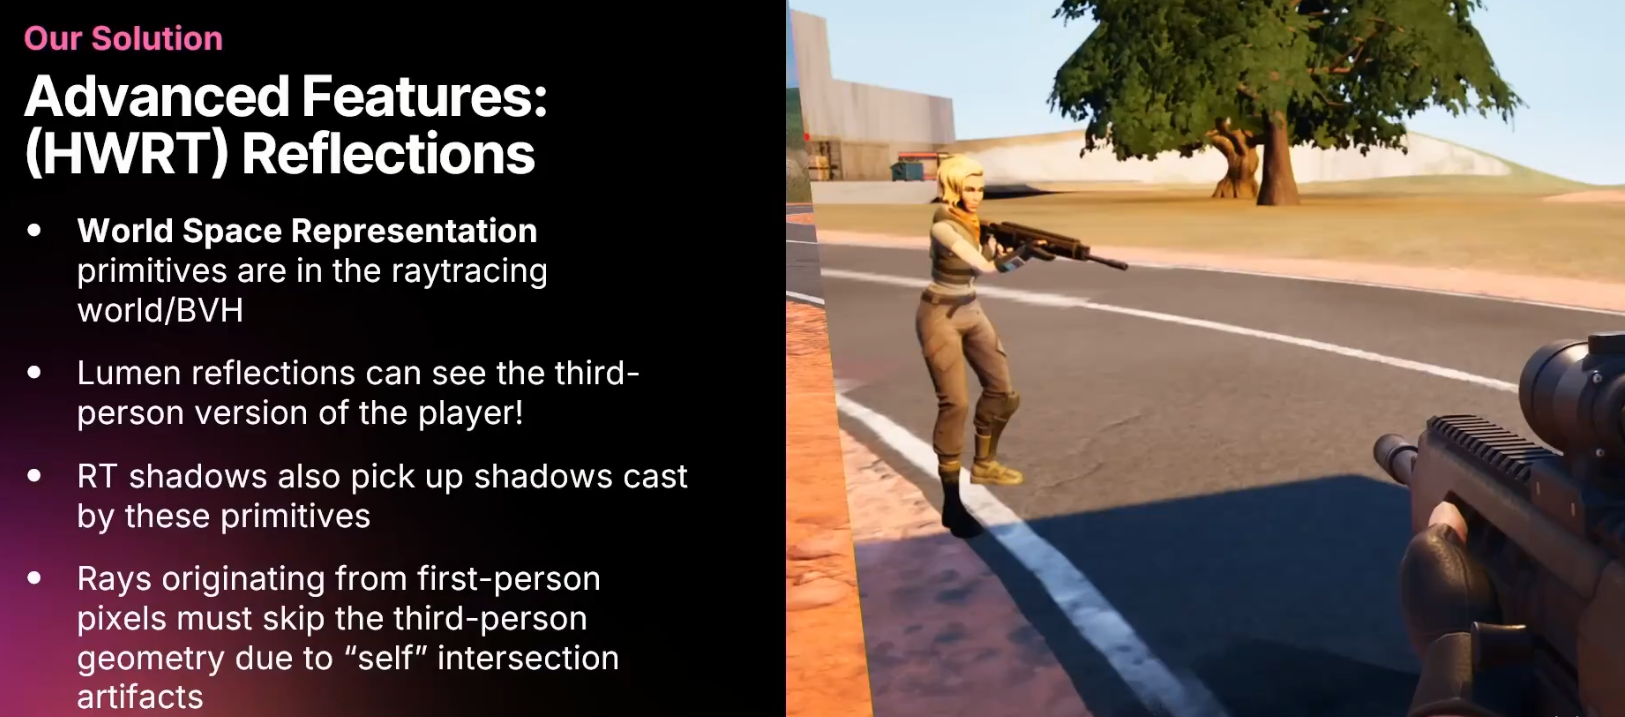 Our Solution
Advanced Features:
(HWRT) Reflections
• World Space Representation
primitives are in the raytracing
world/BVH
• Lumen reflections can see the third-
person version of the player!
• RT shadows also pick up shadows cast
by these primitives
• Rays originating from first-person
pixels must skip the third-person
geometry due to “self” intersection
artifacts